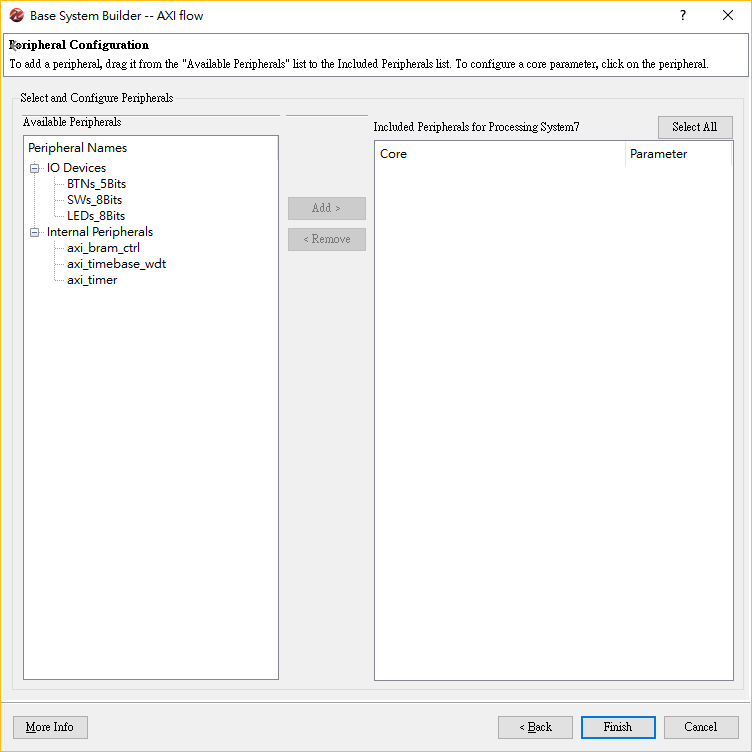 Base System Builder -- AXI flow
?
Peripheral Configuration
To add a peripheral, drag it from the "Available Peripherals" list to the Included Peripherals list. To configure a core parameter, click on the peripheral.
Select and Configure Peripherals
Available Peripherals
Included Peripherals for Processing System7
Select All
Peripheral Names
IO Devices
BTNs_5Bits
SWs_8Bits
LEDs_8Bits
Internal Peripherals
axi_bram_ctrl
axi_timebase_wdt
axi_timer
Add >
< Remove
Core
Parameter
More Info
< Back
Finish
Cancel